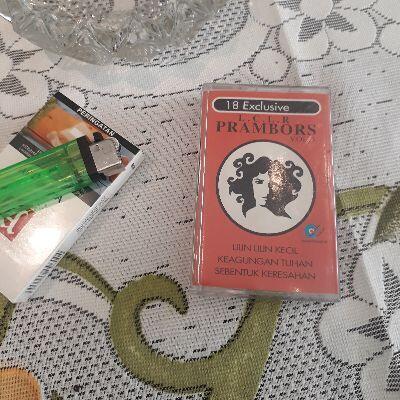 PERINGATAN
18 Exclusive
L.C.L.R
PRAMBORS
LILIN LILIN KECIL
KEAGUNGAN TUHAN
SEBENTUK KERESAHAN